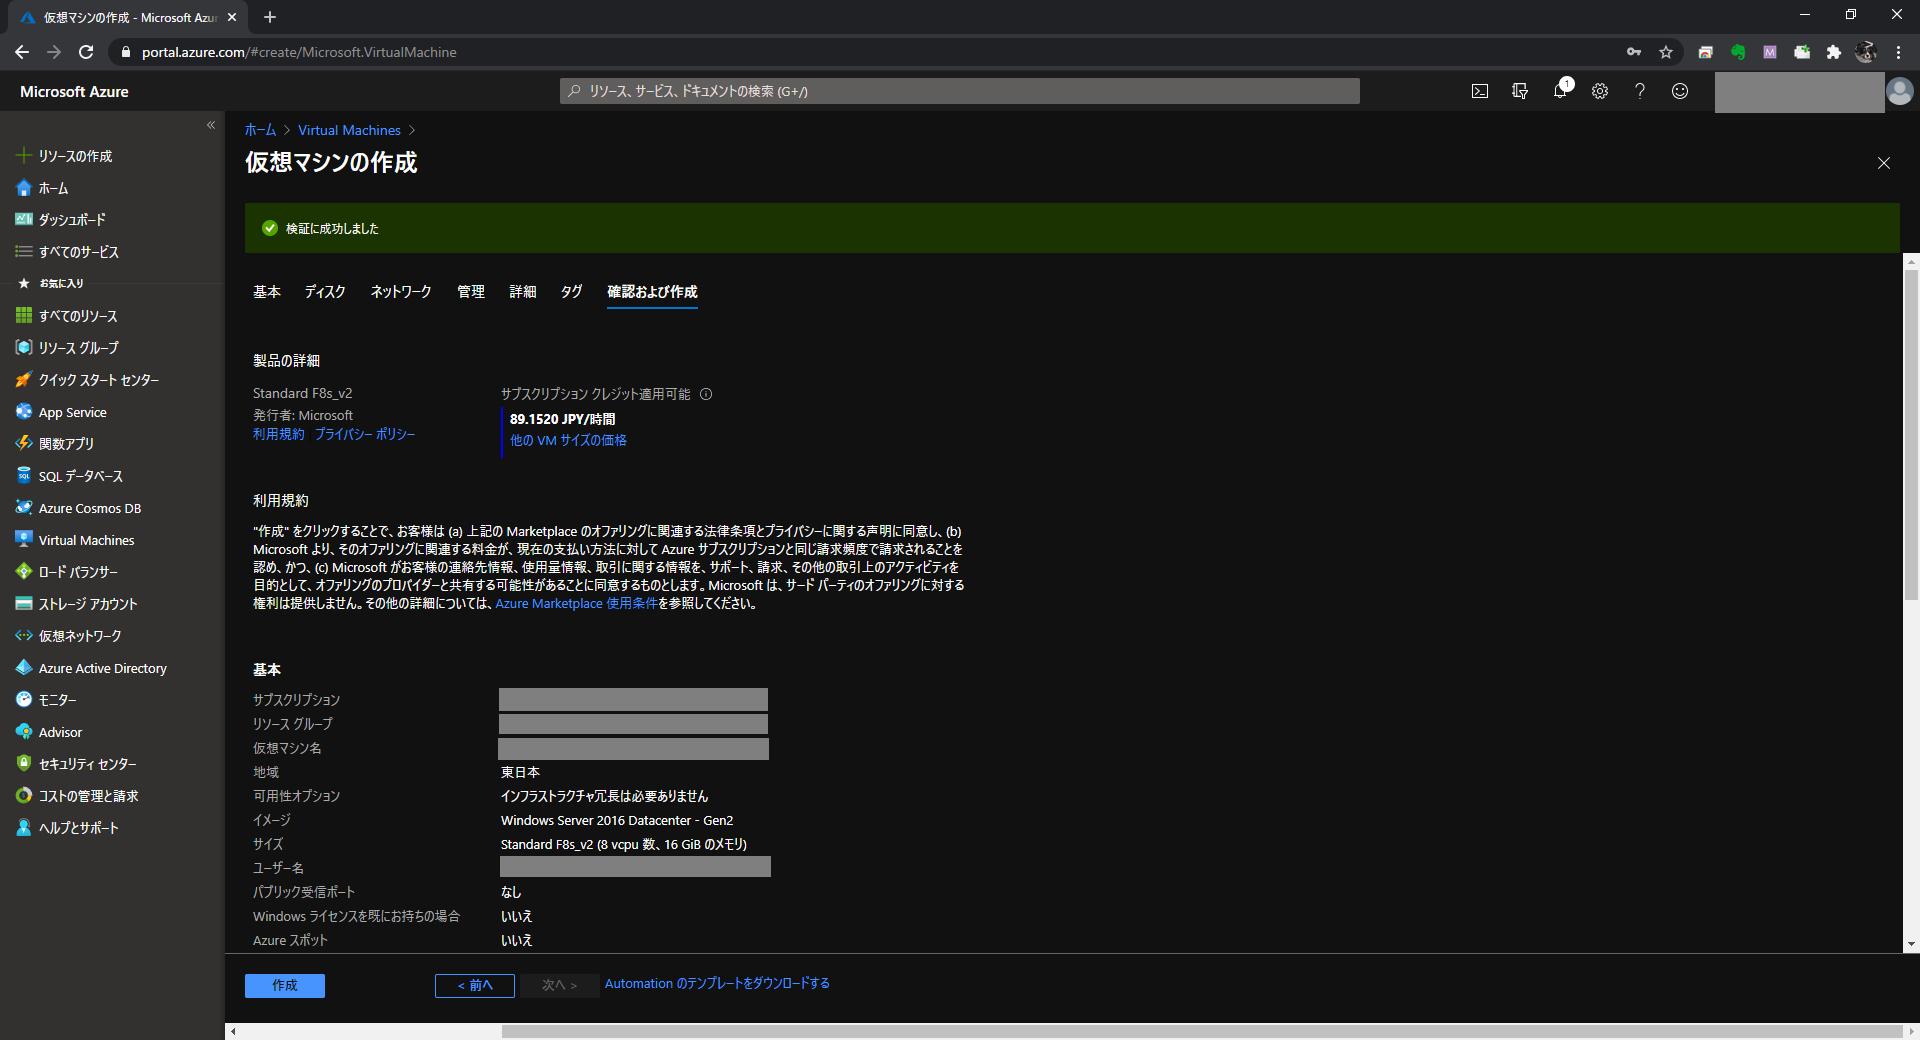 仮想マシンの作成 - Microsoft Azur
portal.azure.com/#create/Microsoft.VirtualMachine
Microsoft Azure
リソース、サービス、ドキュメントの検索 (G+/)
1
リソースの作成
ホーム
ダッシュボード
すべてのサービス
お気に入り
すべてのリソース
リソース グループ
クイック スタート センター
App Service
関数アプリ
SQL データベース
Azure Cosmos DB
Virtual Machines
ロード バランサー
ストレージ アカウント
仮想ネットワーク
Azure Active Directory
モニター
Advisor
セキュリティ センター
コストの管理と請求
ヘルプとサポート
ホーム > Virtual Machines >
仮想マシンの作成
検証に成功しました
基本 ディスク ネットワーク 管理 詳細 タグ 確認および作成
製品の詳細
Standard F8s_v2
発行者: Microsoft
利用規約 | プライバシー ポリシー
サブスクリプション クレジット適用可能
89.1520 JPY/時間
他の VM サイズの価格
利用規約
"作成" をクリックすることで、お客様は (a) 上記の Marketplace のオファリングに関連する法律条項とプライバシーに関する声明に同意し、(b)
Microsoft より、そのオファリングに関連する料金が、現在の支払い方法に対して Azure サブスクリプションと同じ請求頻度で請求されることを
認め、かつ、(c) Microsoft がお客様の連絡先情報、使用量情報、取引に関する情報を、サポート、請求、その他の取引上のアクティビティを
目的として、オファリングのプロバイダーと共有する可能性があることに同意するものとします。Microsoft は、サード パーティのオファリングに対する
権利は提供しません。その他の詳細については、Azure Marketplace 使用条件を参照してください。
基本
サブスクリプション
リソース グループ
仮想マシン名
地域 東日本
可用性オプション インフラストラクチャ冗長は必要ありません
イメージ Windows Server 2016 Datacenter - Gen2
サイズ Standard F8s_v2 (8 vcpu 数、16 GiB のメモリ)
ユーザー名
パブリック受信ポート なし
Windows ライセンスを既にお持ちの場合 いいえ
Azure スポット いいえ
作成 < 前へ 次へ > Automation のテンプレートをダウンロードする